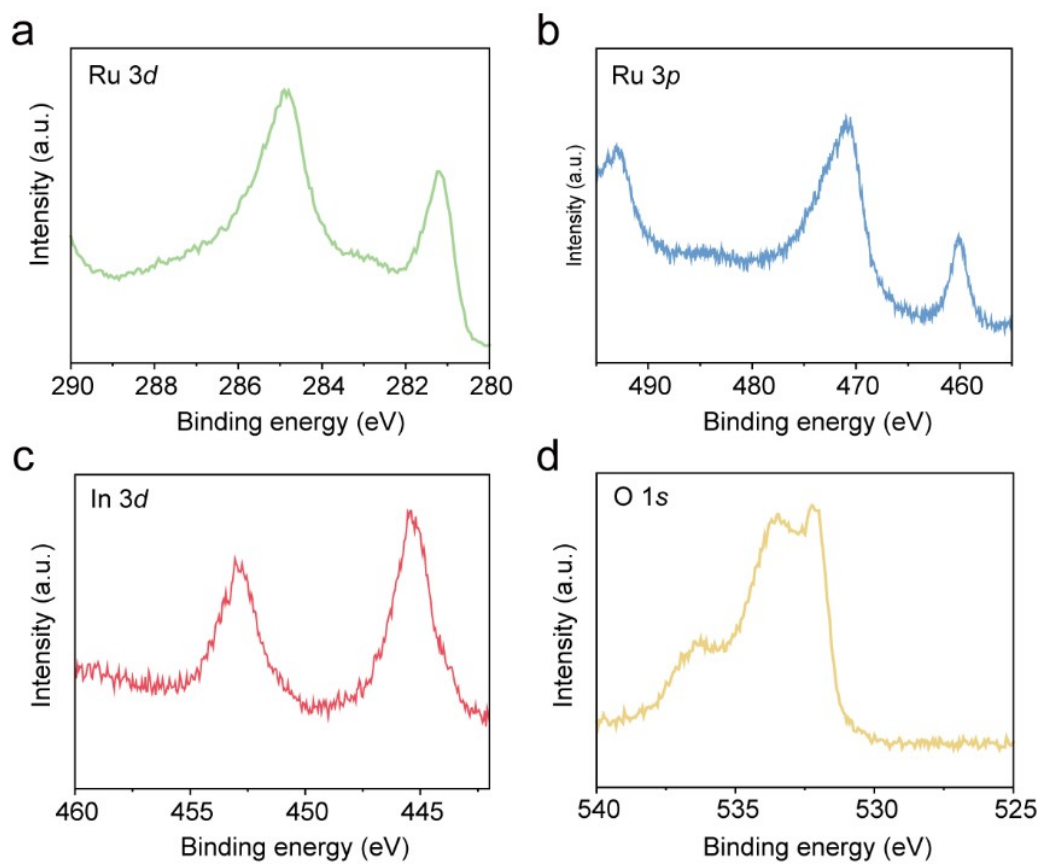 a
Ru 3d
Intensity (a.u.)
290 288 286 284 282 280
Binding energy (eV)
b
Ru 3p
Intensity (a.u.)
490 480 470 460
Binding energy (eV)
c
In 3d
Intensity (a.u.)
460 455 450 445
Binding energy (eV)
d
O 1s
Intensity (a.u.)
540 535 530 525
Binding energy (eV)